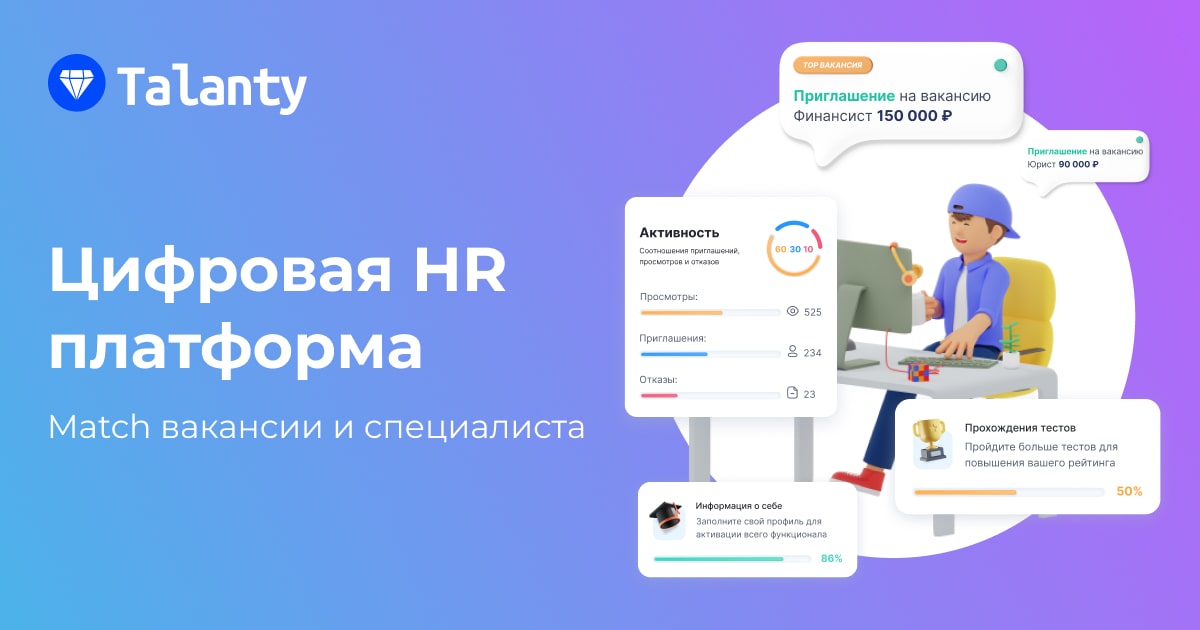 Talanty
Цифровая HR
платформа
Match вакансии и специалиста
TOP ВАКАНСИЯ
Приглашение на вакансию
Финансист 150 000 ₽
Приглашение на вакансию
Юрист 90 000 ₽
Активность
Соотношения приглашений,
просмотров и отказов
60 30 10
Просмотры:
525
Приглашения:
234
Отказы:
23
Прохождения тестов
Пройдите больше тестов для
повышения вашего рейтинга
50%
Информация о себе
Заполните свой профиль для
активации всего функционала
86%